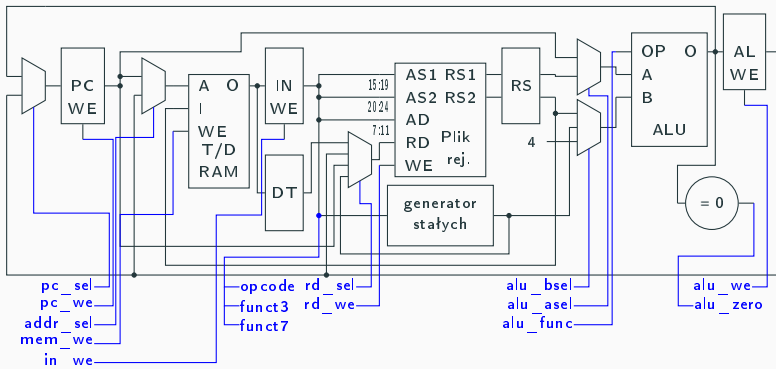 PC
WE
A O
I
WE
T/D
RAM
IN
WE
DT
15:19
20:24
7:11
AS1 RS1
AS2 RS2
AD
RD
WE
Plik
rej.
RS
generator
stałych
4
OP O
A
B
ALU
AL
WE
= 0
pc_sel
pc_we
addr_sel
mem_we
in_we
opcode
funct3
funct7
rd_sel
rd_we
alu_bsel
alu_asel
alu_func
alu_we
alu_zero